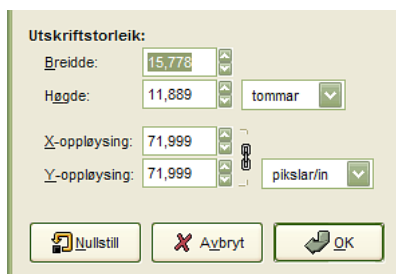 Utskriftstorleik:
Breidde: 15,778
Høgde: 11,889 tommar
X-oppløysing: 71,999
Y-oppløysing: 71,999 pikslar/in
Nullstill Avbryt OK